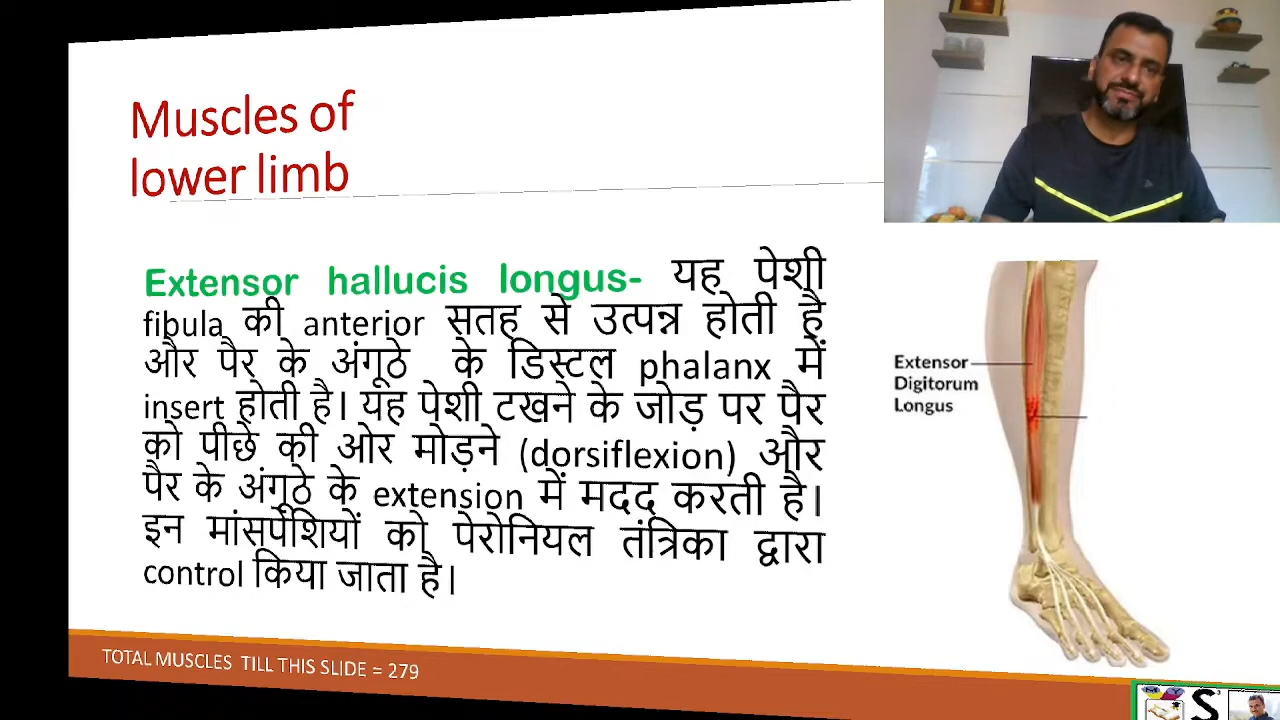 Muscles of
lower limb
Extensor hallucis longus- यह पेशी
fibula की anterior सतह से उत्पन्न होती है
और पैर के अंगूठे के डिस्टल phalanx में
insert होती है। यह पेशी टखने के जोड़ पर पैर
को पीछे की ओर मोड़ने (dorsiflexion) और
पैर के अंगूठे के extension में मदद करती है।
इन मांसपेशियों को पेरोनियल तंत्रिका द्वारा
control किया जाता है।
Extensor
Digitorum
Longus
TOTAL MUSCLES TILL THIS SLIDE = 279
S